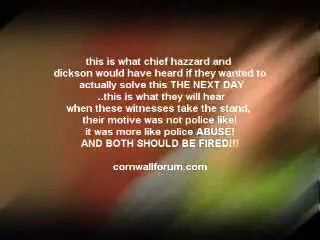 this is what chief hazzard and
dickson would have heard if they wanted to
actually solve this THE NEXT DAY
..this is what they will hear
when these witnesses take the stand,
their motive was not police like!
it was more like police ABUSE!
AND BOTH SHOULD BE FIRED!!!
cornwallforum.com